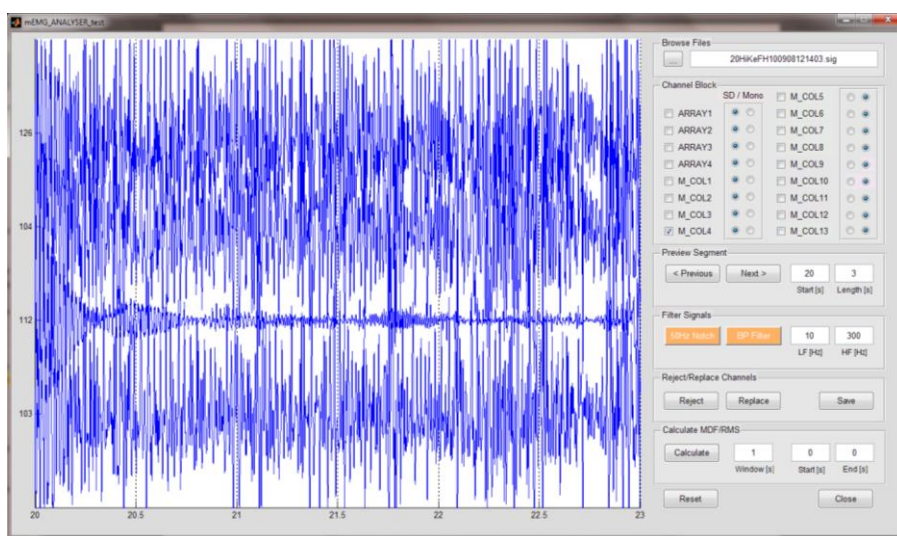 mEMG_ANALYSER_test
126
104
112
103
20 20.5 21 21.5 22 22.5 23
Browse Files
... 20HiKeFH100908121403.sig
Channel Block
SD / Mono
ARRAY1
ARRAY2
ARRAY3
ARRAY4
M_COL1
M_COL2
M_COL3
M_COL4
M_COL5
M_COL6
M_COL7
M_COL8
M_COL9
M_COL10
M_COL11
M_COL12
M_COL13
Preview Segment
< Previous Next > 20 3
Start [s] Length [s]
Filter Signals
50Hz Notch BP Filter 10 300
LF [Hz] HF [Hz]
Reject/Replace Channels
Reject Replace Save
Calculate MDF/RMS
Calculate 1 0 0
Window [s] Start [s] End [s]
Reset Close